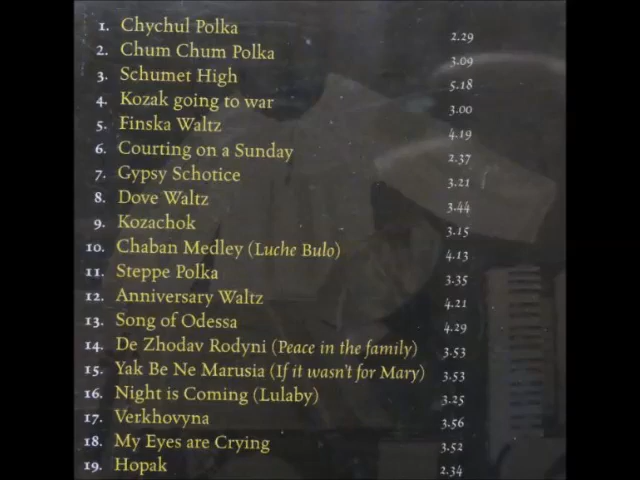 1. Chychul Polka 2.29
2. Chum Chum Polka 3.09
3. Schumet High 5.18
4. Kozak going to war 3.00
5. Finska Waltz 4.19
6. Courting on a Sunday 2.37
7. Gypsy Schotice 3.21
8. Dove Waltz 3.44
9. Kozachok 3.15
10. Chaban Medley (Luche Bulo) 4.13
11. Steppe Polka 3.35
12. Anniversary Waltz 4.21
13. Song of Odessa 4.29
14. De Zhodav Rodyni (Peace in the family) 3.53
15. Yak Be Ne Marusia (If it wasn't for Mary) 3.53
16. Night is Coming (Lulaby) 3.25
17. Verkhovyna 3.56
18. My Eyes are Crying 3.52
19. Hopak 2.34